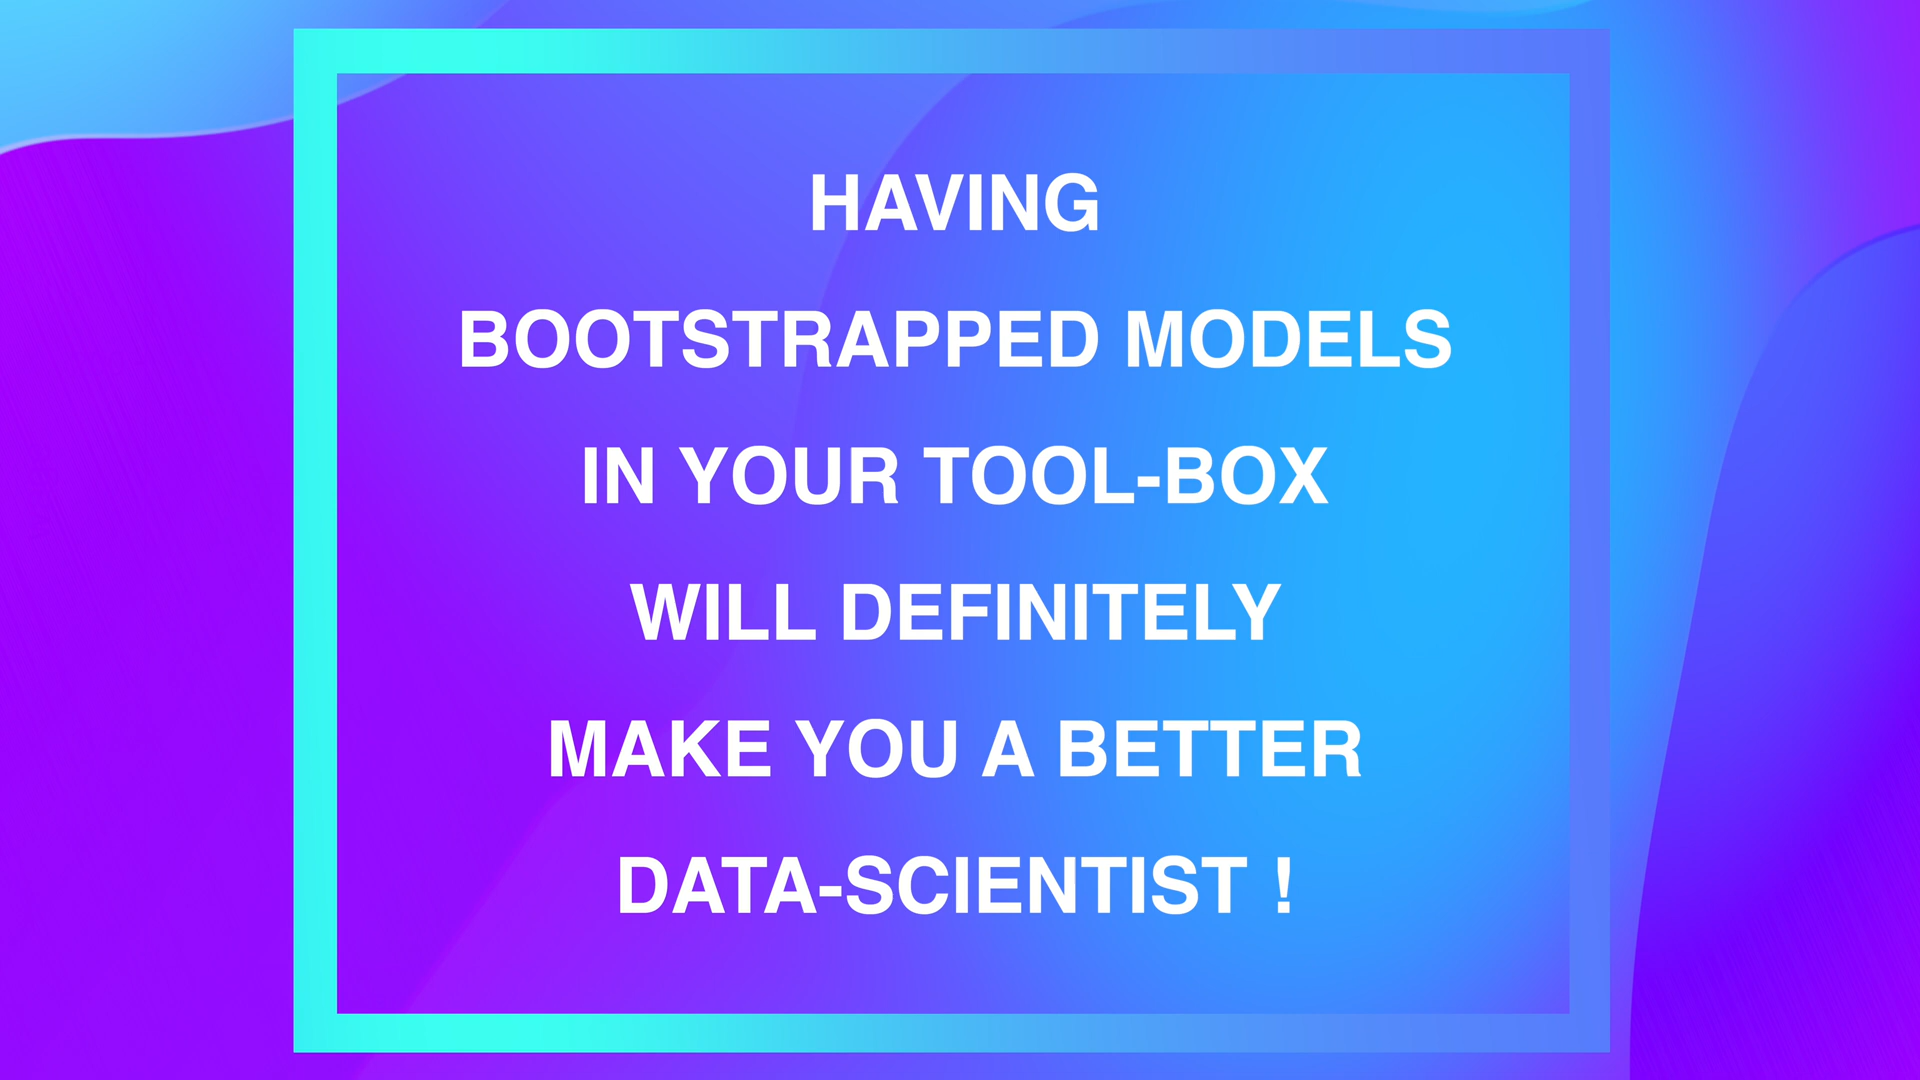 HAVING
BOOTSTRAPPED MODELS
IN YOUR TOOL-BOX
WILL DEFINITELY
MAKE YOU A BETTER
DATA-SCIENTIST !